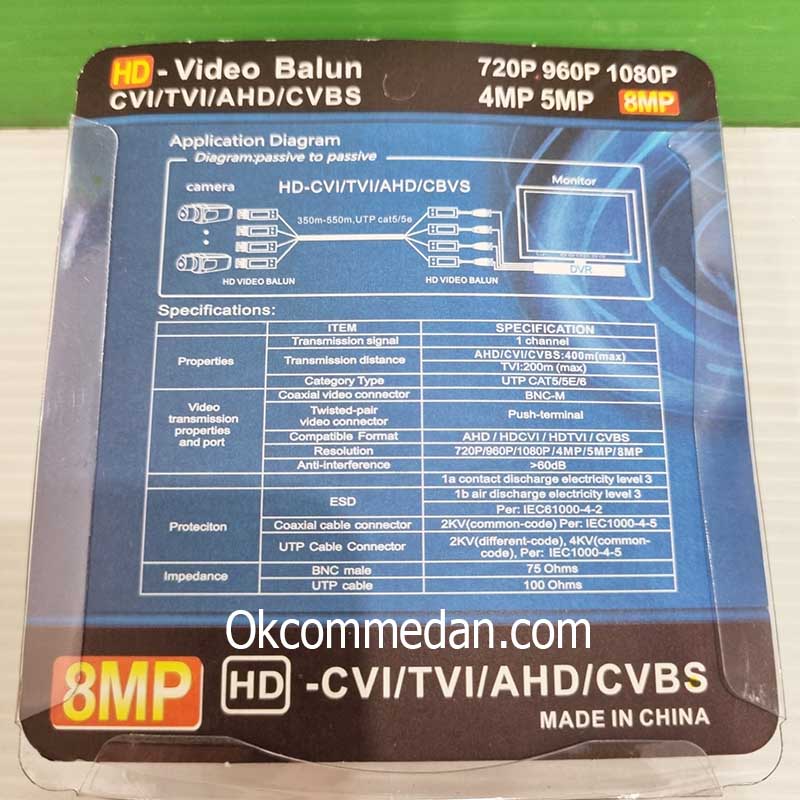 HD - Video Balun
CVI/TVI/AHD/CVBS
720P 960P 1080P
4MP 5MP 8MP
Application Diagram
Diagram:passive to passive
camera
HD-CVI/TVI/AHD/CBVS
Monitor
350m-550m,UTP cat5/5e
DVR
HD VIDEO BALUN
HD VIDEO BALUN
Specifications:
ITEM SPECIFICATION
Properties
Transmission signal 1 channel
Transmission distance AHD/CVI/CVBS:400m(max)
TVI:200m (max)
Category Type UTP CAT5/5E/6
Video transmission properties and port
Coaxial video connector BNC-M
Twisted-pair video connector Push-terminal
Compatible Format AHD / HDCVI / HDTVI / CVBS
Resolution 720P/960P/1080P/4MP/5MP/8MP
Anti-interference >60dB
Proteciton
ESD 1a contact discharge electricity level 3
1b air discharge electricity level 3
Per: IEC61000-4-2
Coaxial cable connector 2KV(common-code) Per: IEC1000-4-5
UTP Cable Connector 2KV(different-code), 4KV(common-
code), Per: IEC1000-4-5
Impedance
BNC male 75 Ohms
UTP cable 100 Ohms
Okcommedan.com
8MP HD -CVI/TVI/AHD/CVBS
MADE IN CHINA